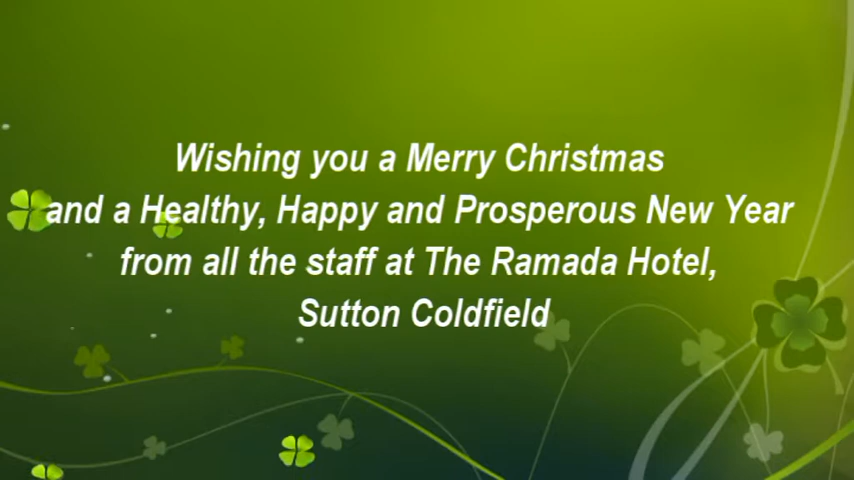 Wishing you a Merry Christmas
and a Healthy, Happy and Prosperous New Year
from all the staff at The Ramada Hotel,
Sutton Coldfield